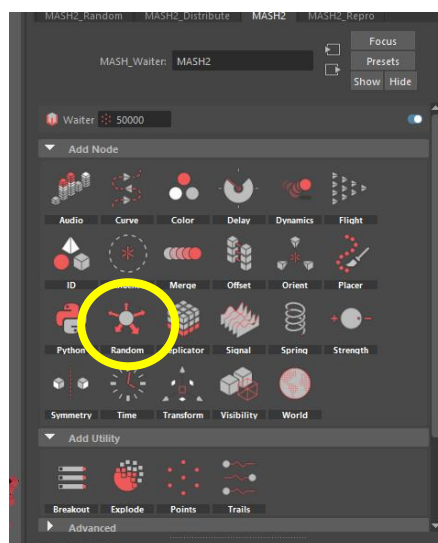 MASH2_Random MASH2_Distribute MASH2 MASH2_Repro
Focus
MASH_Waiter: MASH2
Presets
Show Hide
Waiter 50000
Add Node
Audio Curve Color Delay Dynamics Flight
ID Merge Offset Orient Placer
Python Random Replicator Signal Spring Strength
Symmetry Time Transform Visibility World
Add Utility
Breakout Explode Points Trails
Advanced